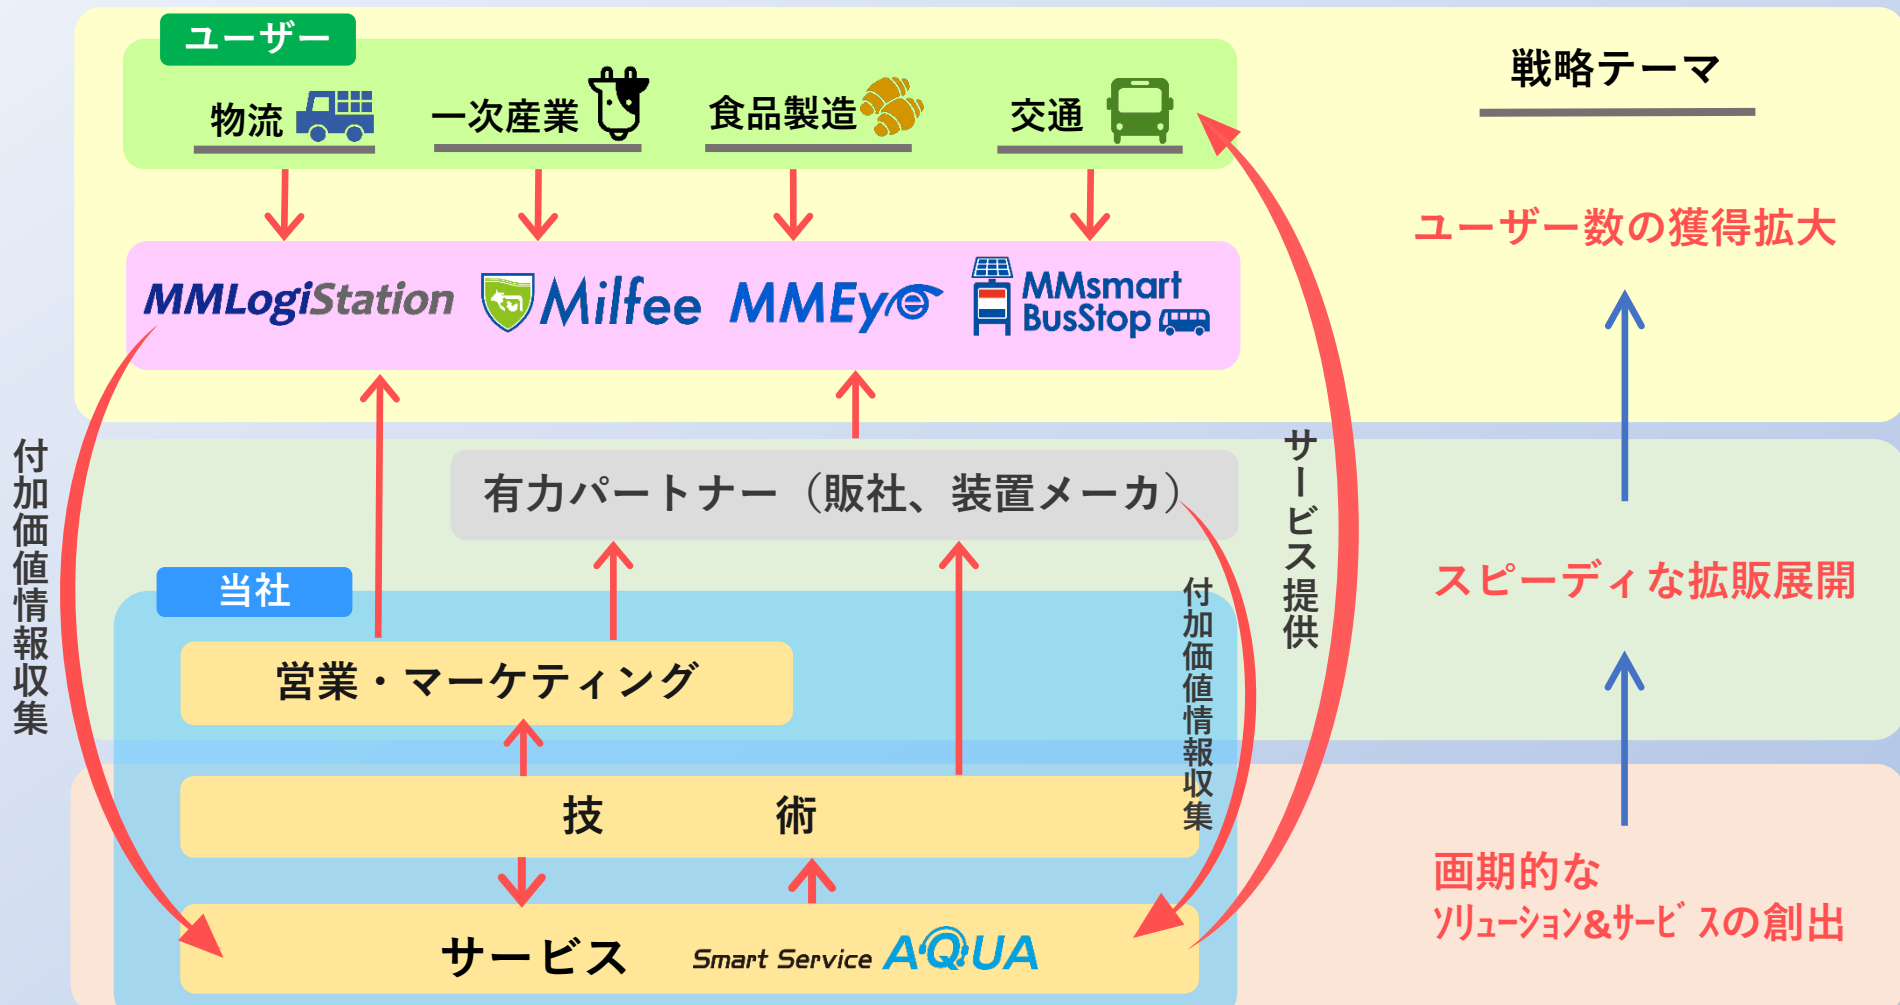 ユーザー
戦略テーマ
物流
一次産業
食品製造
交通
ユーザー数の獲得拡大
MMLogiStation
Milfee
MMEye
MMsmart
BusStop
付加価値情報収集
有力パートナー（販社、装置メーカ）
サービス提供
スピーディな拡販展開
当社
付加価値情報収集
営業・マーケティング
技　術
画期的な
ｿﾘｭｰｼｮﾝ&ｻｰﾋﾞｽの創出
サービス
Smart Service AQUA